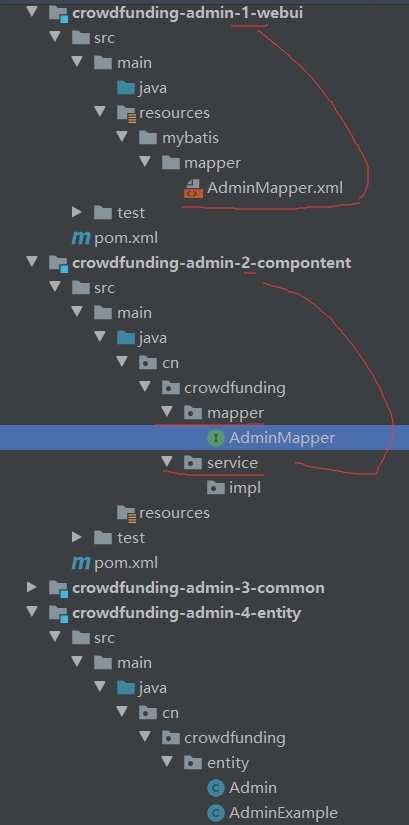 crowdfunding-admin-1-webui
src
main
java
resources
mybatis
mapper
AdminMapper.xml
test
pom.xml
crowdfunding-admin-2-compontent
src
main
java
cn
crowdfunding
mapper
AdminMapper
service
impl
resources
test
pom.xml
crowdfunding-admin-3-common
crowdfunding-admin-4-entity
src
main
java
cn
crowdfunding
entity
Admin
AdminExample